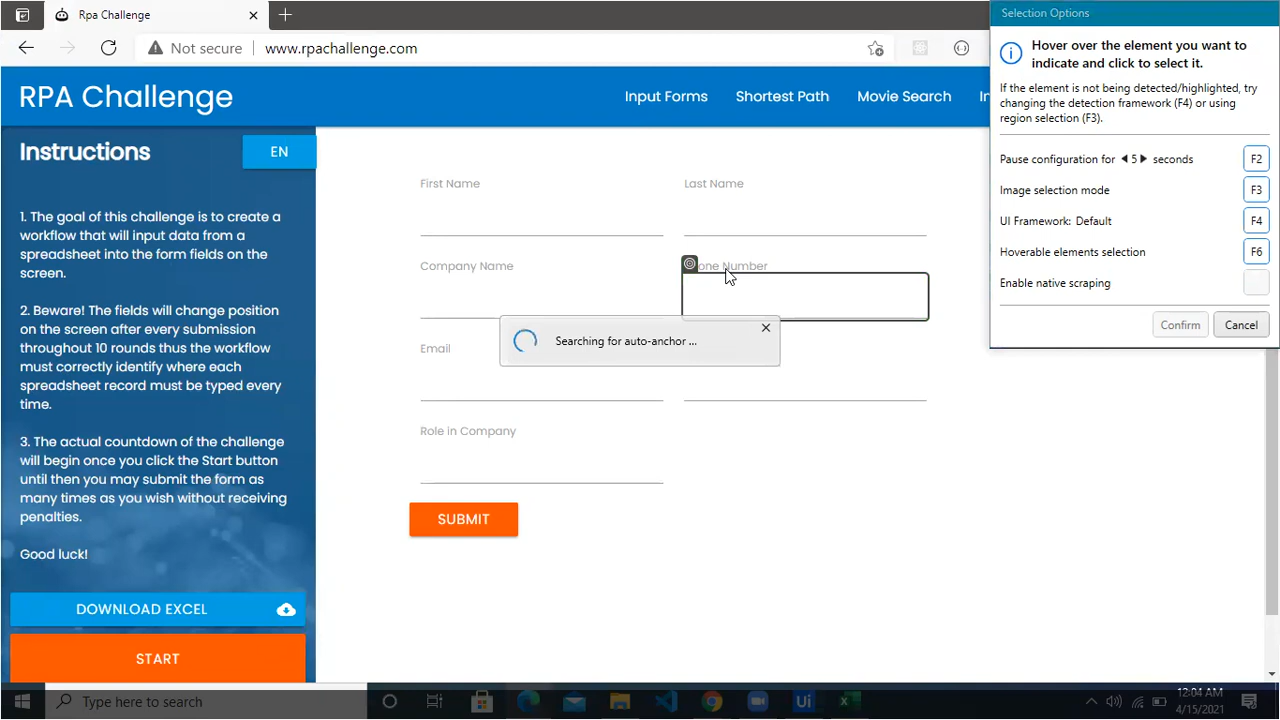 Rpa Challenge
Not secure
www.rpachallenge.com
RPA Challenge
Input Forms
Shortest Path
Movie Search
Instructions
EN
1. The goal of this challenge is to create a
workflow that will input data from a
spreadsheet into the form fields on the
screen.
2. Beware! The fields will change position
on the screen after every submission
throughout 10 rounds thus the workflow
must correctly identify where each
spreadsheet record must be typed every
time.
3. The actual countdown of the challenge
will begin once you click the Start button
until then you may submit the form as
many times as you wish without receiving
penalties.
Good luck!
DOWNLOAD EXCEL
START
First Name
Last Name
Company Name
one Number
Searching for auto-anchor ...
Email
Role in Company
SUBMIT
Selection Options
Hover over the element you want to
indicate and click to select it.
If the element is not being detected/highlighted, try
changing the detection framework (F4) or using
region selection (F3).
Pause configuration for 5 seconds
F2
Image selection mode
F3
UI Framework: Default
F4
Hoverable elements selection
F6
Enable native scraping
Confirm
Cancel
Type here to search
Ui
12:04 AM
4/15/2021